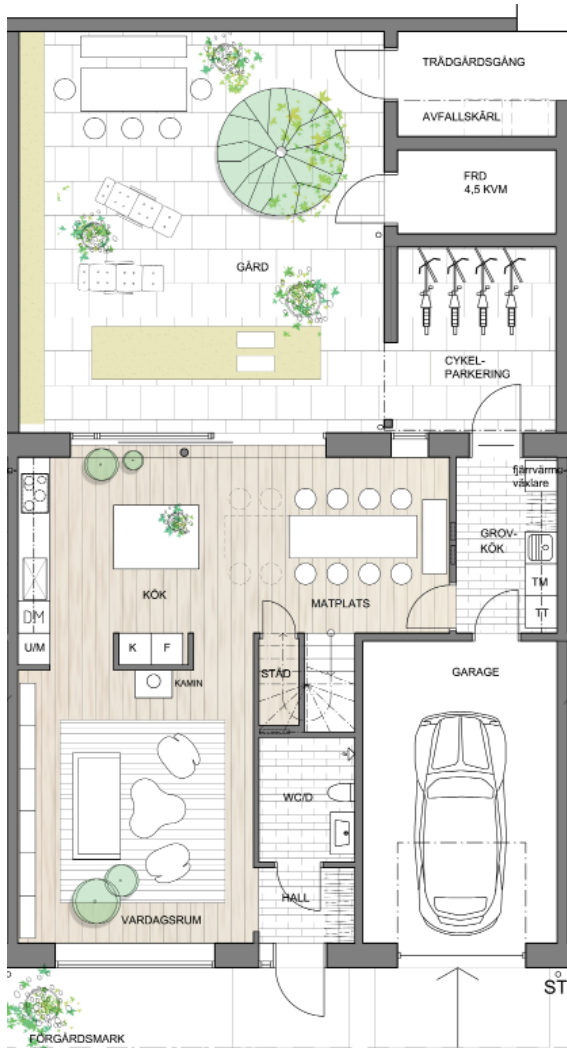 TRÄDGÅRDSGÅNG
AVFALLSKÄRL
FRD
4,5 KVM
GÅRD
CYKEL-
PARKERING
fjärrvärme-
växlare
GROV-
KÖK
TM
TT
KÖK
MATPLATS
DM
U/M
K
F
STÄD
KAMIN
GARAGE
WC/D
HALL
VARDAGSRUM
ST
FÖRGÅRDSMARK